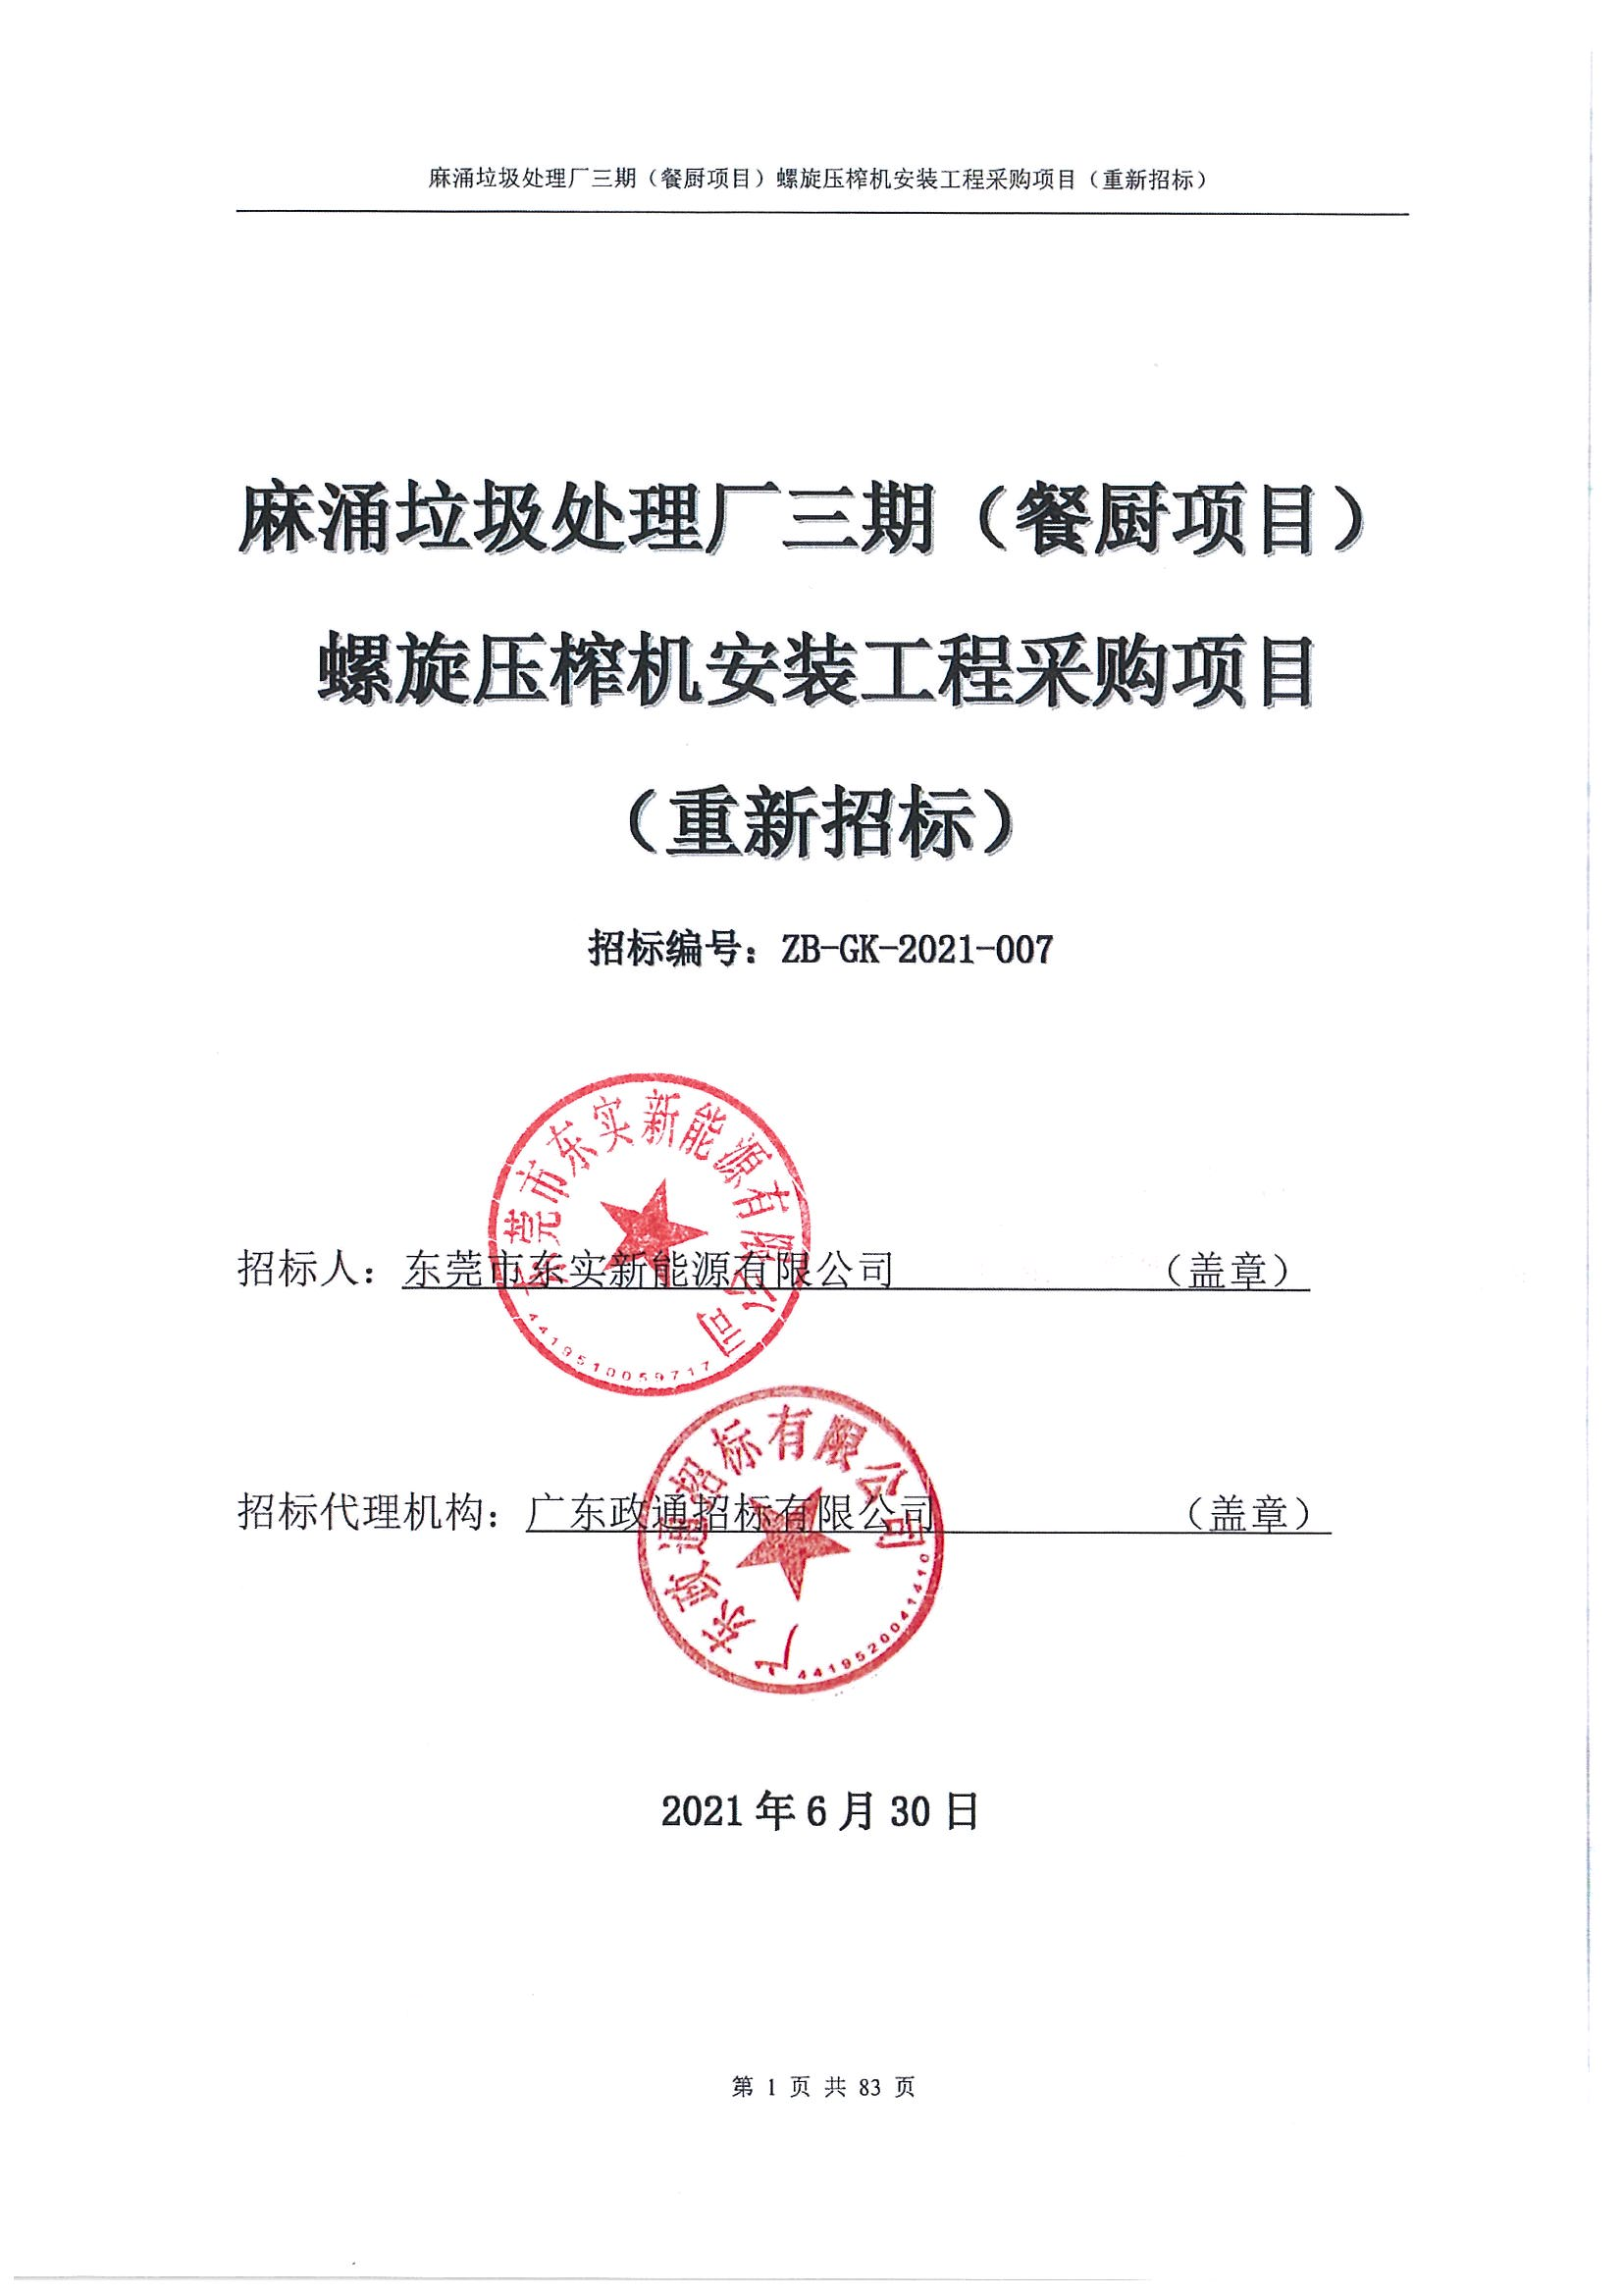 麻涌垃圾处理厂三期（餐厨项目）螺旋压榨机安装工程采购项目（重新招标）
麻涌垃圾处理厂三期（餐厨项目）
螺旋压榨机安装工程采购项目
（重新招标）
招标编号：ZB-GK-2021-007
东莞市东实新能源有限公司
招标人：东莞市东实新能源有限公司（盖章）
4419510059717
广东政通招标有限公司
招标代理机构：广东政通招标有限公司（盖章）
4419520041410
2021 年 6 月 30 日
第 1 页 共 83 页